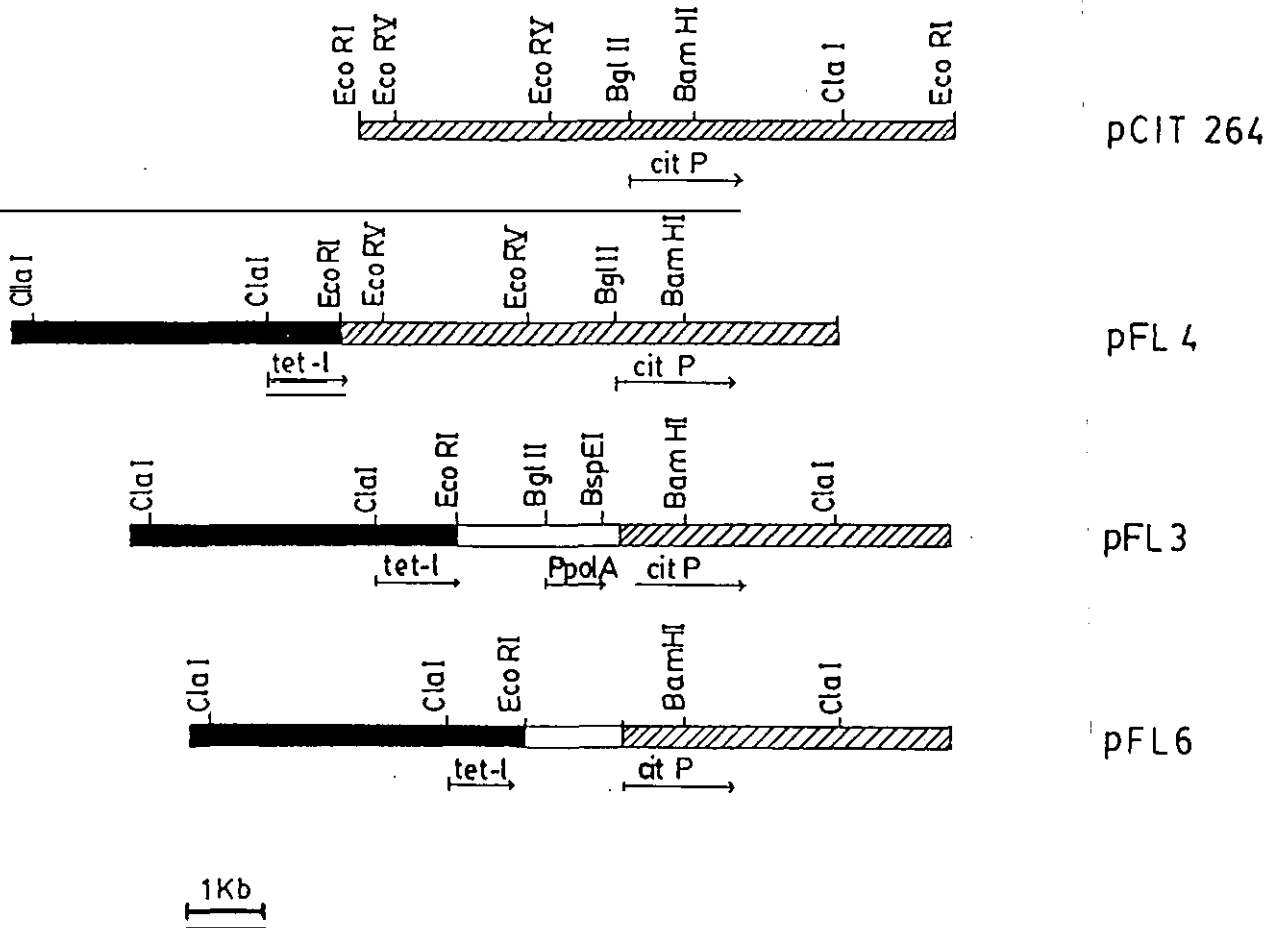 Eco RI Eco RV Eco RV Bgl II Bam HI Cla I Eco RI
pCIT 264
cit P
Clla I Cla I Eco RI Eco RV Eco RV Bgl II Bam HI
pFL 4
tet-l cit P
Cla I Cla I Eco RI Bgl II BspEI Bam HI Cla I
pFL3
tet-l PpolA cit P
Cla I Cla I Eco RI BamHI Cla I
pFL6
tet-l cit P
1Kb